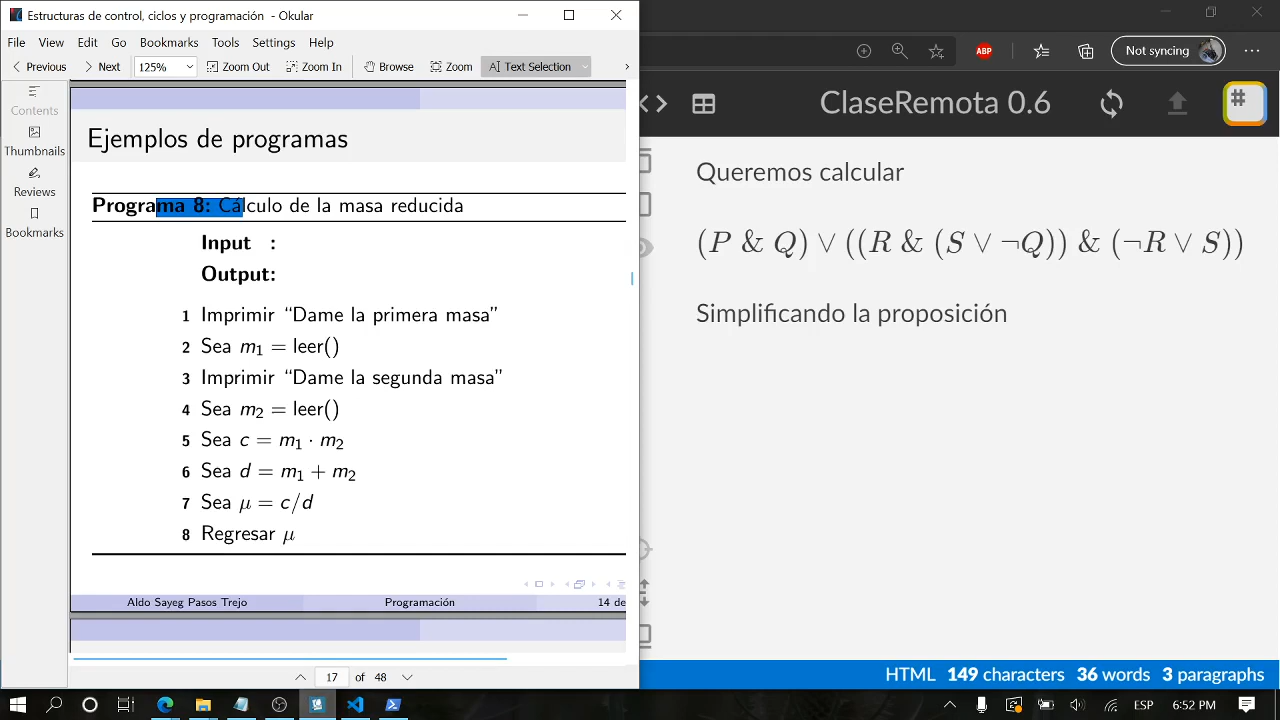 Estructuras de control, ciclos y programación - Okular
File View Edit Go Bookmarks Tools Settings Help
Previous Next 125% Zoom Out Zoom In Browse Zoom Text Selection
Contents
Thumbnails
Reviews
Bookmarks
Ejemplos de programas
Programa 8: Cálculo de la masa reducida
Input :
Output:
1 Imprimir “Dame la primera masa”
2 Sea m₁ = leer()
3 Imprimir “Dame la segunda masa”
4 Sea m₂ = leer()
5 Sea c = m₁ · m₂
6 Sea d = m₁ + m₂
7 Sea μ = c/d
8 Regresar μ
Aldo Sayeg Pasos Trejo Programación 14 de
17 of 48
ABP Not syncing
ClaseRemota 0.6
Queremos calcular
(P & Q) ∨ ((R & (S ∨ ¬Q)) & (¬R ∨ S))
Simplificando la proposición
HTML 149 characters 36 words 3 paragraphs
ESP 6:52 PM